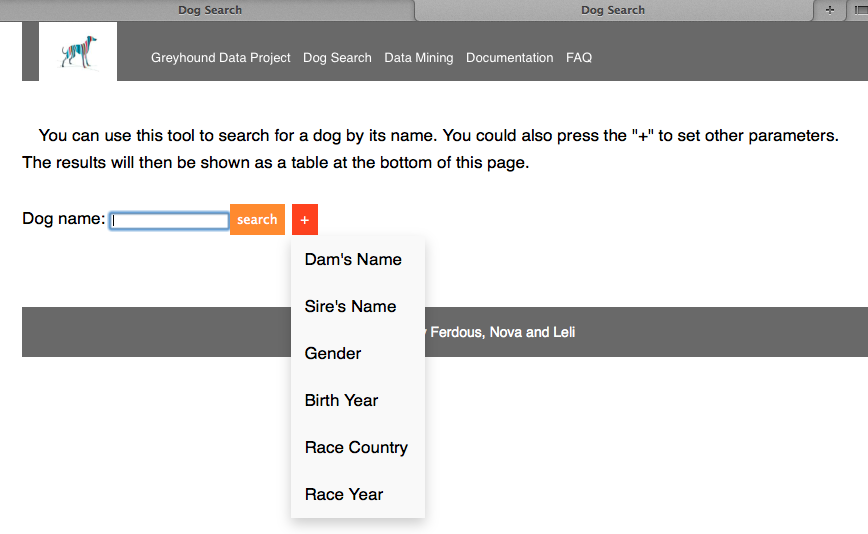 Dog Search
Dog Search
+
Greyhound Data Project Dog Search Data Mining Documentation FAQ
You can use this tool to search for a dog by its name. You could also press the "+" to set other parameters.
The results will then be shown as a table at the bottom of this page.
Dog name: search +
Dam's Name
Sire's Name
Ferdous, Nova and Leli
Gender
Birth Year
Race Country
Race Year